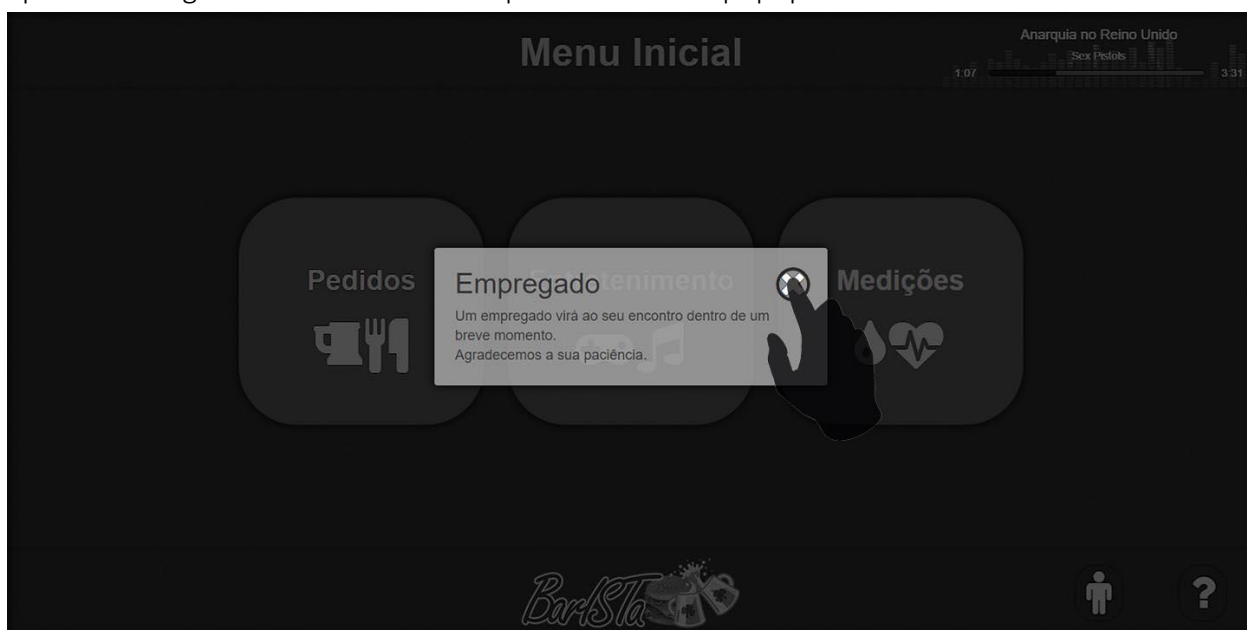 Menu Inicial
Anarquia no Reino Unido
Sex Pistols
1:07
3:31
Pedidos
Medições
Empregado
Um empregado virá ao seu encontro dentro de um
breve momento.
Agradecemos a sua paciência.
BarISTa
?